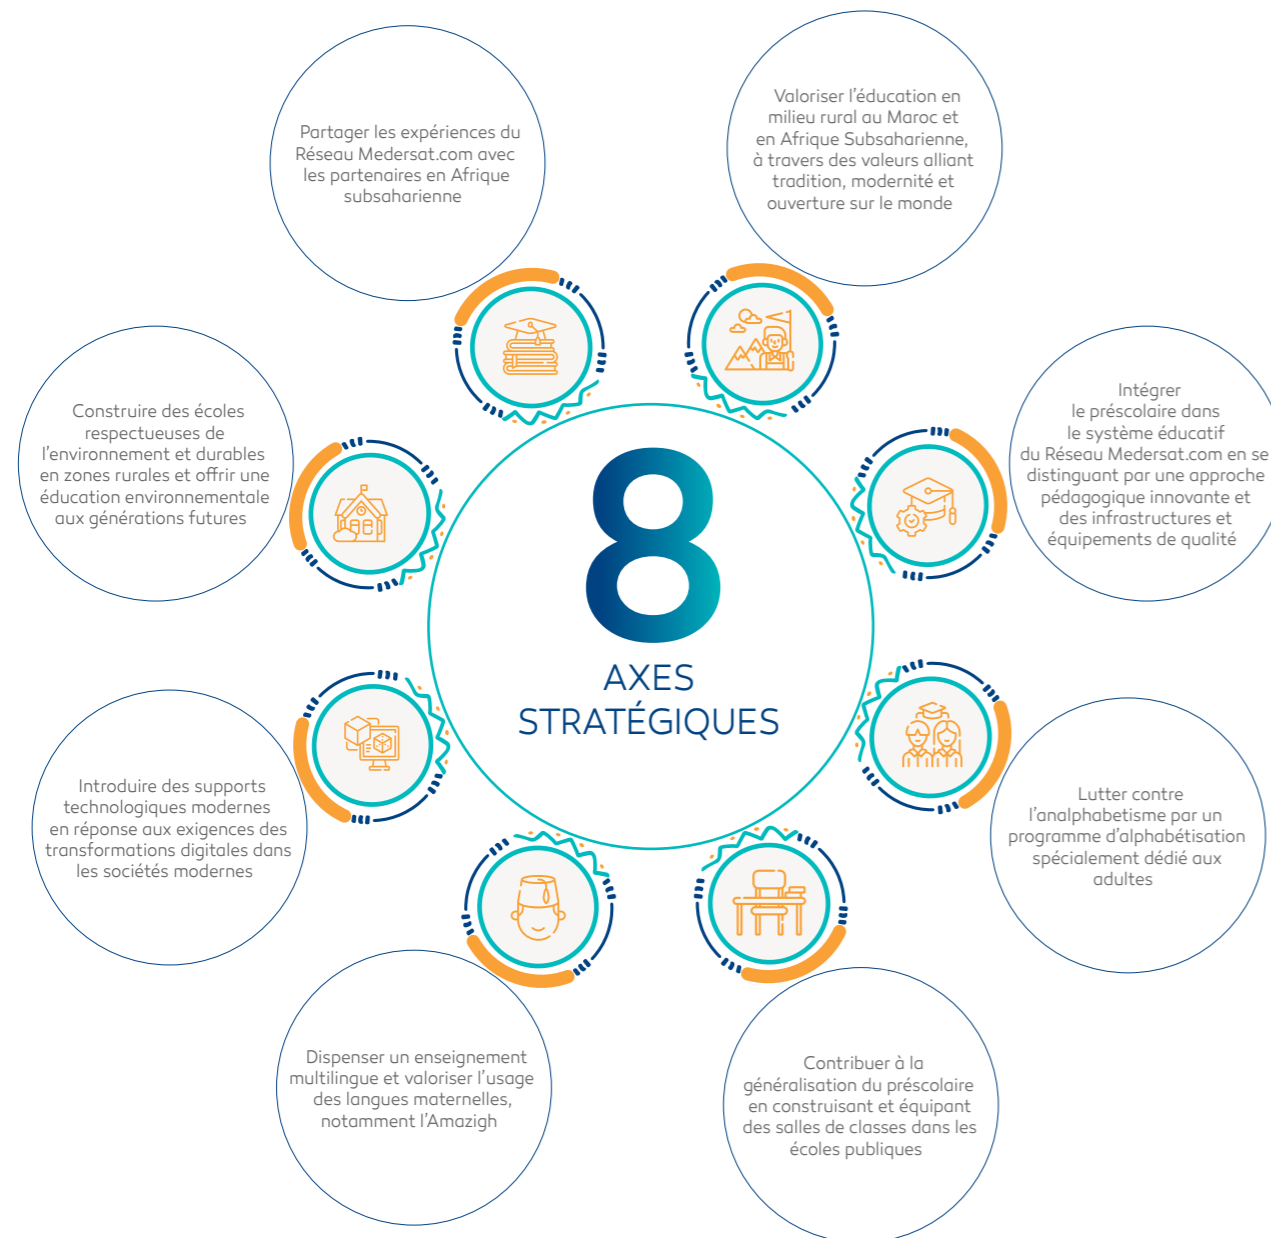 Partager les expériences du
Réseau Medersat.com avec
les partenaires en Afrique
subsaharienne
Valoriser l'éducation en
milieu rural au Maroc et
en Afrique Subsaharienne,
à travers des valeurs alliant
tradition, modernité et
ouverture sur le monde
Intégrer
le préscolaire dans
le système éducatif
du Réseau Medersat.com en se
distinguant par une approche
pédagogique innovante et
des infrastructures et
équipements de qualité
Construire des écoles
respectueuses de
l'environnement et durables
en zones rurales et offrir une
éducation environnementale
aux générations futures
8
AXES
STRATÉGIQUES
Introduire des supports
technologiques modernes
en réponse aux exigences des
transformations digitales dans
les sociétés modernes
Lutter contre
l'analphabetisme par un
programme d'alphabétisation
spécialement dédié aux
adultes
Dispenser un enseignement
multilingue et valoriser l'usage
des langues maternelles,
notamment l'Amazigh
Contribuer à la
généralisation du préscolaire
en construisant et équipant
des salles de classes dans les
écoles publiques